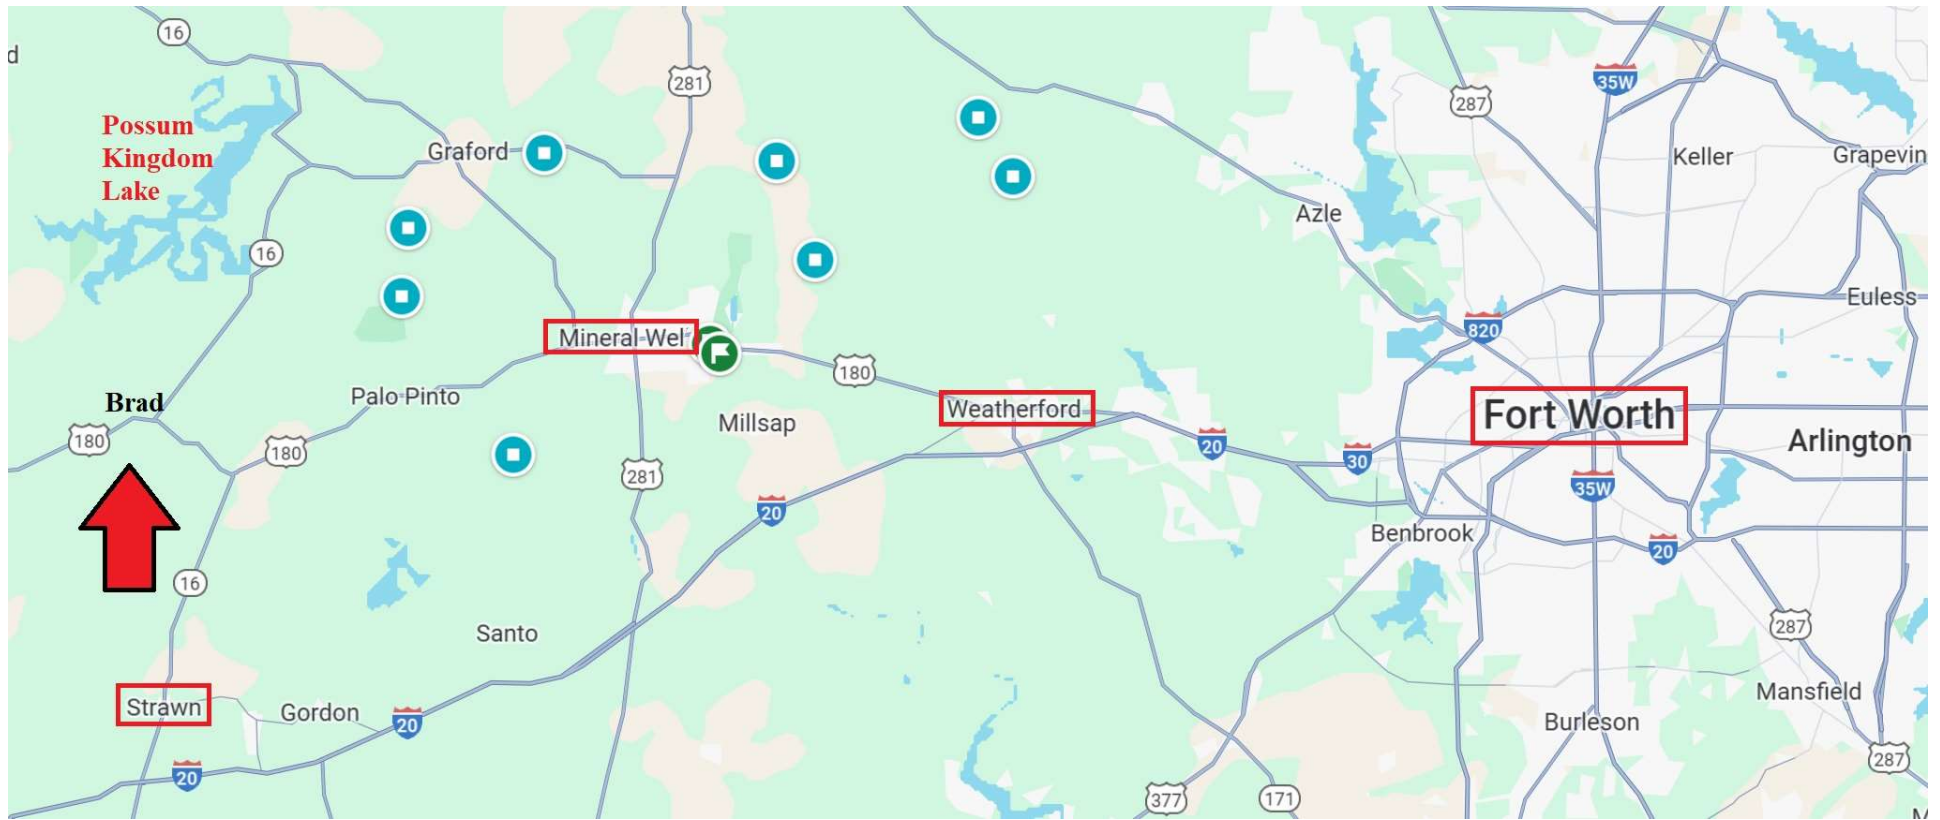 16
d
281
35W
287
Possum
Kingdom
Lake
Graford
Keller
Grapevin
Azle
16
Euless
820
Mineral Wel
180
Brad
Palo Pinto
Weatherford
Millsap
Fort Worth
Arlington
180
180
20
30
281
35W
20
Benbrook
20
16
Santo
287
Strawn
Gordon
20
Mansfield
Burleson
20
287
377
171
M